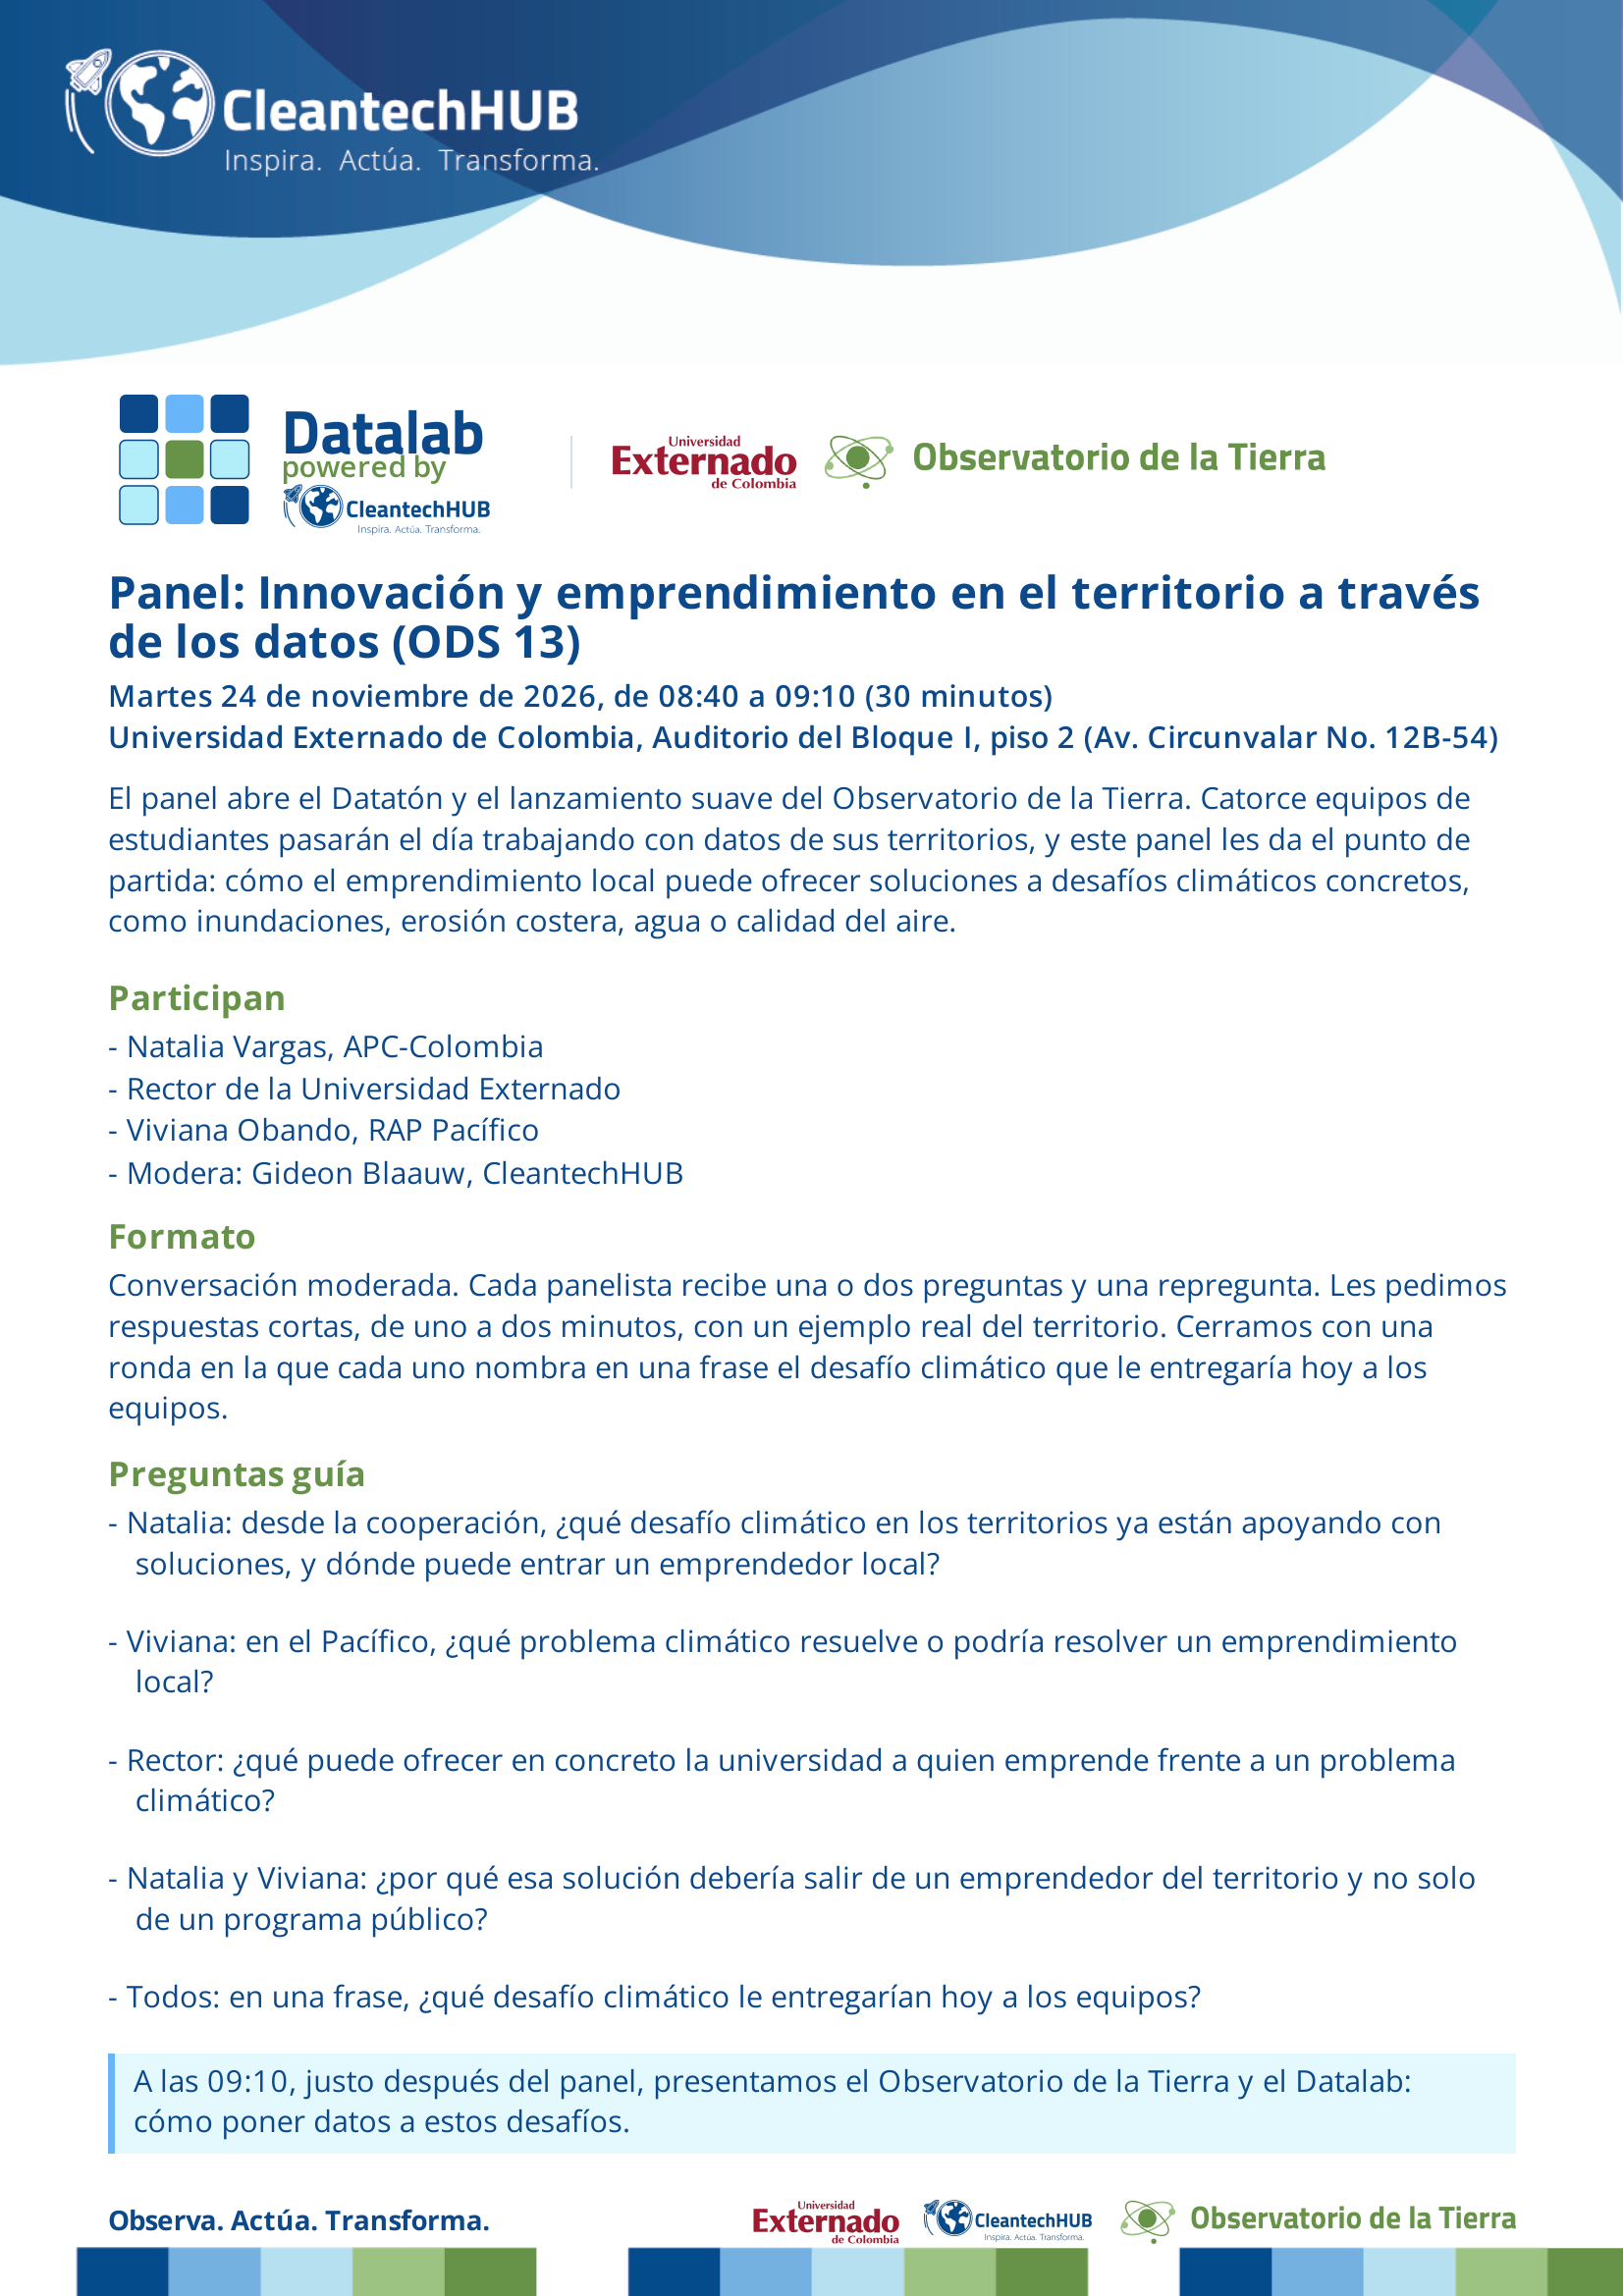 CleantechHUB
Inspira. Actúa. Transforma.
Datalab
powered by
CleantechHUB
Inspira. Actúa. Transforma.
Universidad
Externado
de Colombia
Observatorio de la Tierra
Panel: Innovación y emprendimiento en el territorio a través
de los datos (ODS 13)
Martes 24 de noviembre de 2026, de 08:40 a 09:10 (30 minutos)
Universidad Externado de Colombia, Auditorio del Bloque I, piso 2 (Av. Circunvalar No. 12B-54)
El panel abre el Datatón y el lanzamiento suave del Observatorio de la Tierra. Catorce equipos de
estudiantes pasarán el día trabajando con datos de sus territorios, y este panel les da el punto de
partida: cómo el emprendimiento local puede ofrecer soluciones a desafíos climáticos concretos,
como inundaciones, erosión costera, agua o calidad del aire.
Participan
- Natalia Vargas, APC-Colombia
- Rector de la Universidad Externado
- Viviana Obando, RAP Pacífico
- Modera: Gideon Blaauw, CleantechHUB
Formato
Conversación moderada. Cada panelista recibe una o dos preguntas y una repregunta. Les pedimos
respuestas cortas, de uno a dos minutos, con un ejemplo real del territorio. Cerramos con una
ronda en la que cada uno nombra en una frase el desafío climático que le entregaría hoy a los
equipos.
Preguntas guía
- Natalia: desde la cooperación, ¿qué desafío climático en los territorios ya están apoyando con
soluciones, y dónde puede entrar un emprendedor local?
- Viviana: en el Pacífico, ¿qué problema climático resuelve o podría resolver un emprendimiento
local?
- Rector: ¿qué puede ofrecer en concreto la universidad a quien emprende frente a un problema
climático?
- Natalia y Viviana: ¿por qué esa solución debería salir de un emprendedor del territorio y no solo
de un programa público?
- Todos: en una frase, ¿qué desafío climático le entregarían hoy a los equipos?
A las 09:10, justo después del panel, presentamos el Observatorio de la Tierra y el Datalab:
cómo poner datos a estos desafíos.
Observa. Actúa. Transforma.
Universidad
Externado
de Colombia
CleantechHUB
Inspira. Actúa. Transforma.
Observatorio de la Tierra